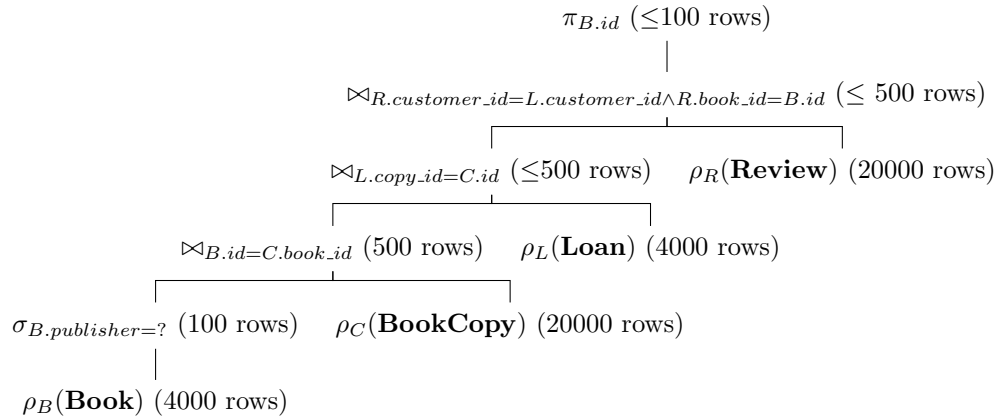 π_{B.id} (≤100 rows)
⋈_{R.customer_id=L.customer_id∧R.book_id=B.id} (≤ 500 rows)
⋈_{L.copy_id=C.id} (≤500 rows) ρ_R(Review) (20000 rows)
⋈_{B.id=C.book_id} (500 rows) ρ_L(Loan) (4000 rows)
σ_{B.publisher=?} (100 rows) ρ_C(BookCopy) (20000 rows)
ρ_B(Book) (4000 rows)